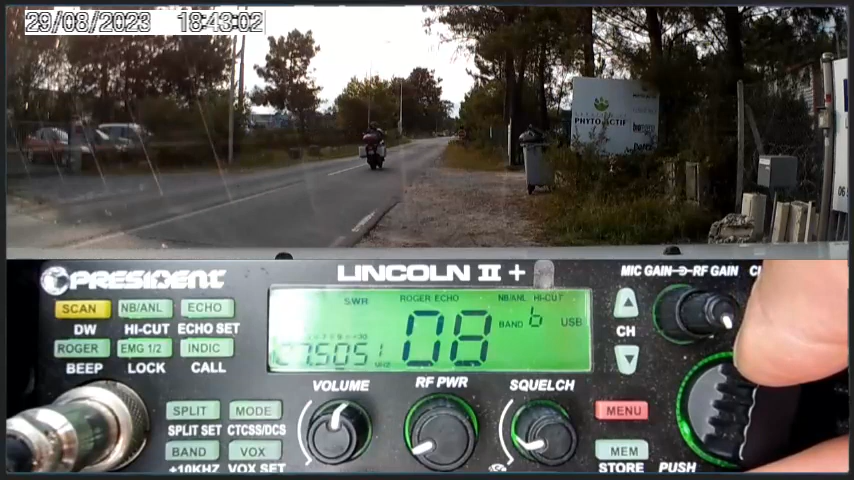 29/08/2023 18:43:02
PHYTO-ACTIF
PRESIDENT
LINCOLN II +
MIC GAIN RF GAIN
SCAN NB/ANL ECHO
DW HI-CUT ECHO SET
ROGER EMG 1/2 INDIC
BEEP LOCK CALL
SWR ROGER ECHO NB/ANL HI-CUT
08 BAND 6 USB
27.5051
CH
VOLUME RF PWR SQUELCH
SPLIT MODE
SPLIT SET CTCSS/DCS
BAND VOX
+10KHZ VOX SET
MENU
MEM
STORE PUSH